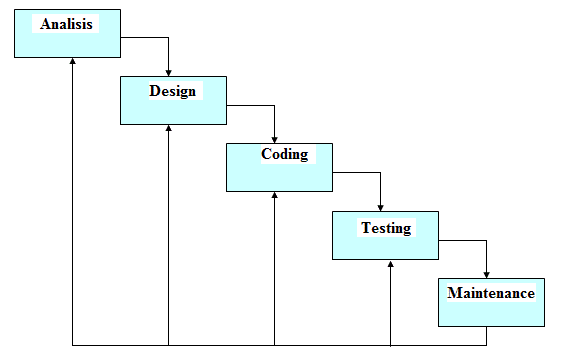 Analisis
Design
Coding
Testing
Maintenance